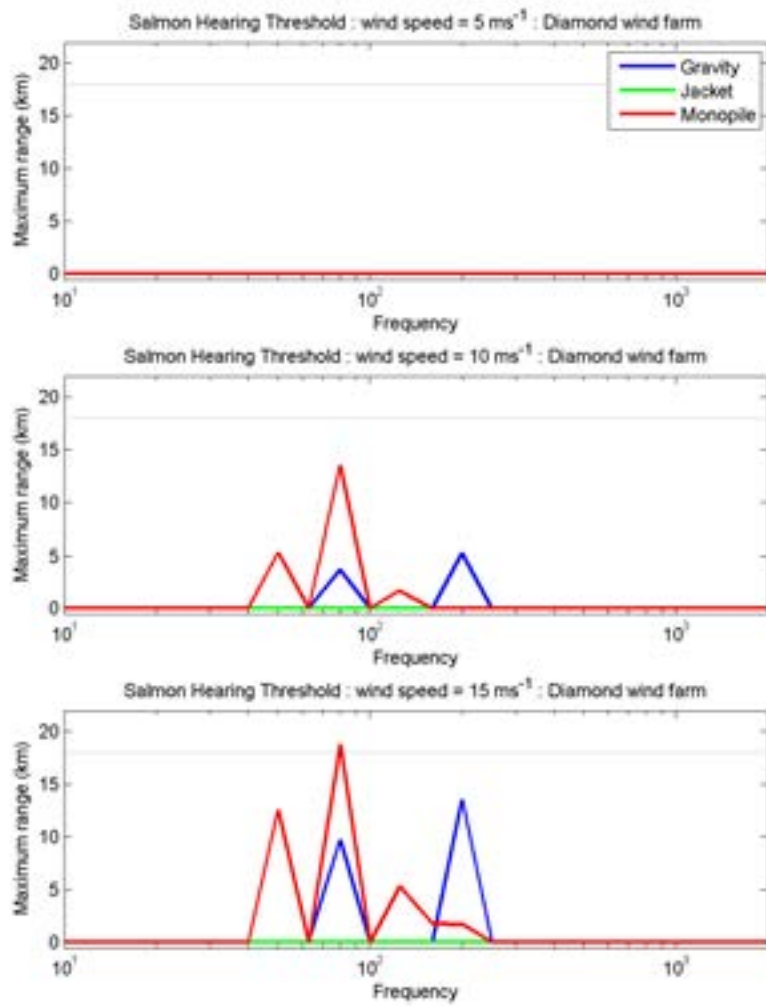 Salmon Hearing Threshold : wind speed = 5 ms⁻¹ : Diamond wind farm
Maximum range (km)
20
15
10
5
0
Gravity
Jacket
Monopile
10¹ 10² 10³
Frequency
Salmon Hearing Threshold : wind speed = 10 ms⁻¹ : Diamond wind farm
Maximum range (km)
20
15
10
5
0
10¹ 10² 10³
Frequency
Salmon Hearing Threshold : wind speed = 15 ms⁻¹ : Diamond wind farm
Maximum range (km)
20
15
10
5
0
10¹ 10² 10³
Frequency